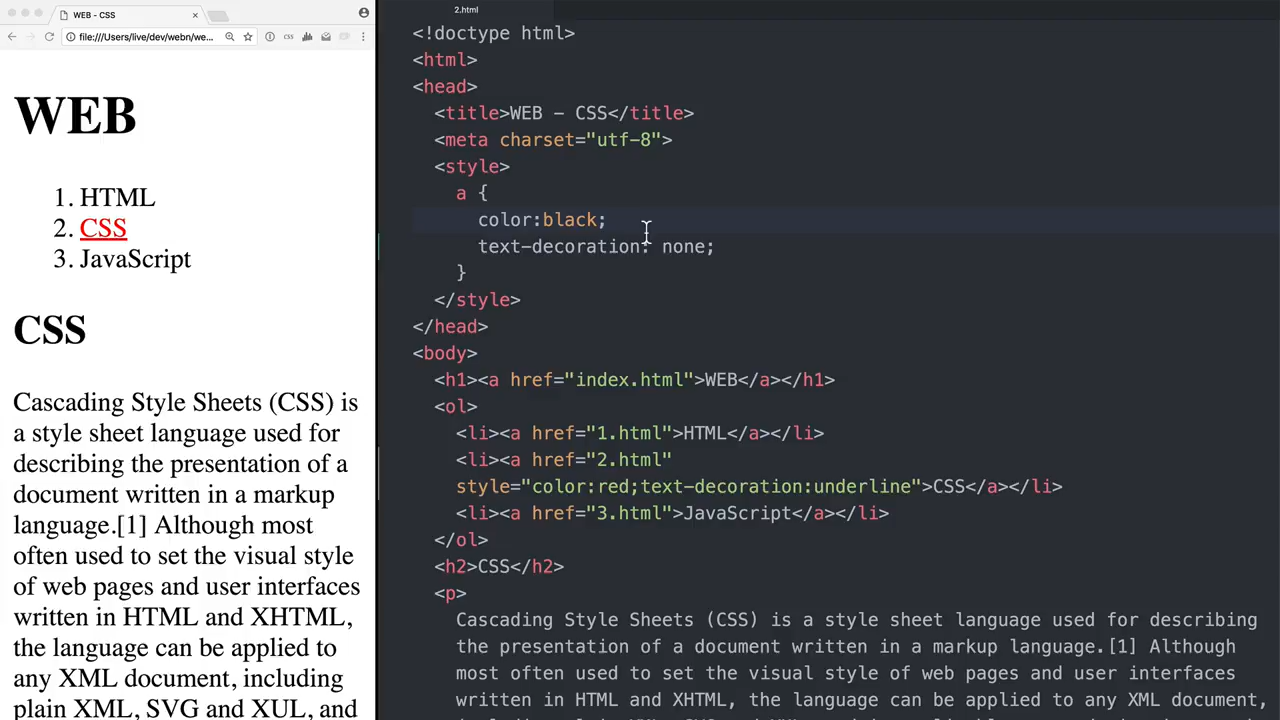 WEB - CSS
file:///Users/live/dev/webn/we...
WEB
1. HTML
2. CSS
3. JavaScript
CSS
Cascading Style Sheets (CSS) is
a style sheet language used for
describing the presentation of a
document written in a markup
language.[1] Although most
often used to set the visual style
of web pages and user interfaces
written in HTML and XHTML,
the language can be applied to
any XML document, including
plain XML, SVG and XUL, and
2.html
<!doctype html>
<html>
<head>
<title>WEB - CSS</title>
<meta charset="utf-8">
<style>
a {
color:black;
text-decoration: none;
}
</style>
</head>
<body>
<h1><a href="index.html">WEB</a></h1>
<ol>
<li><a href="1.html">HTML</a></li>
<li><a href="2.html"
style="color:red;text-decoration:underline">CSS</a></li>
<li><a href="3.html">JavaScript</a></li>
</ol>
<h2>CSS</h2>
<p>
Cascading Style Sheets (CSS) is a style sheet language used for describing
the presentation of a document written in a markup language.[1] Although
most often used to set the visual style of web pages and user interfaces
written in HTML and XHTML, the language can be applied to any XML document,